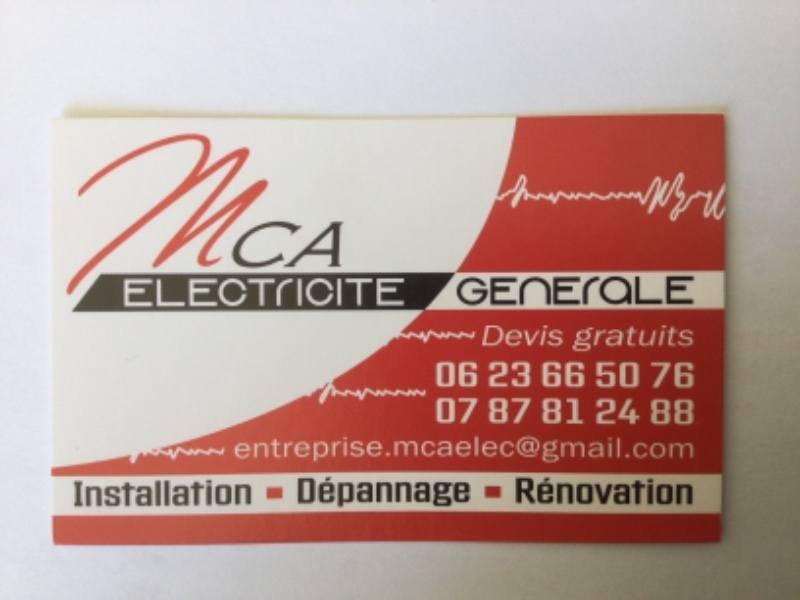 MCA
ELECTRICITE GENERALE
Devis gratuits
06 23 66 50 76
07 87 81 24 88
entreprise.mcaelec@gmail.com
Installation - Dépannage - Rénovation